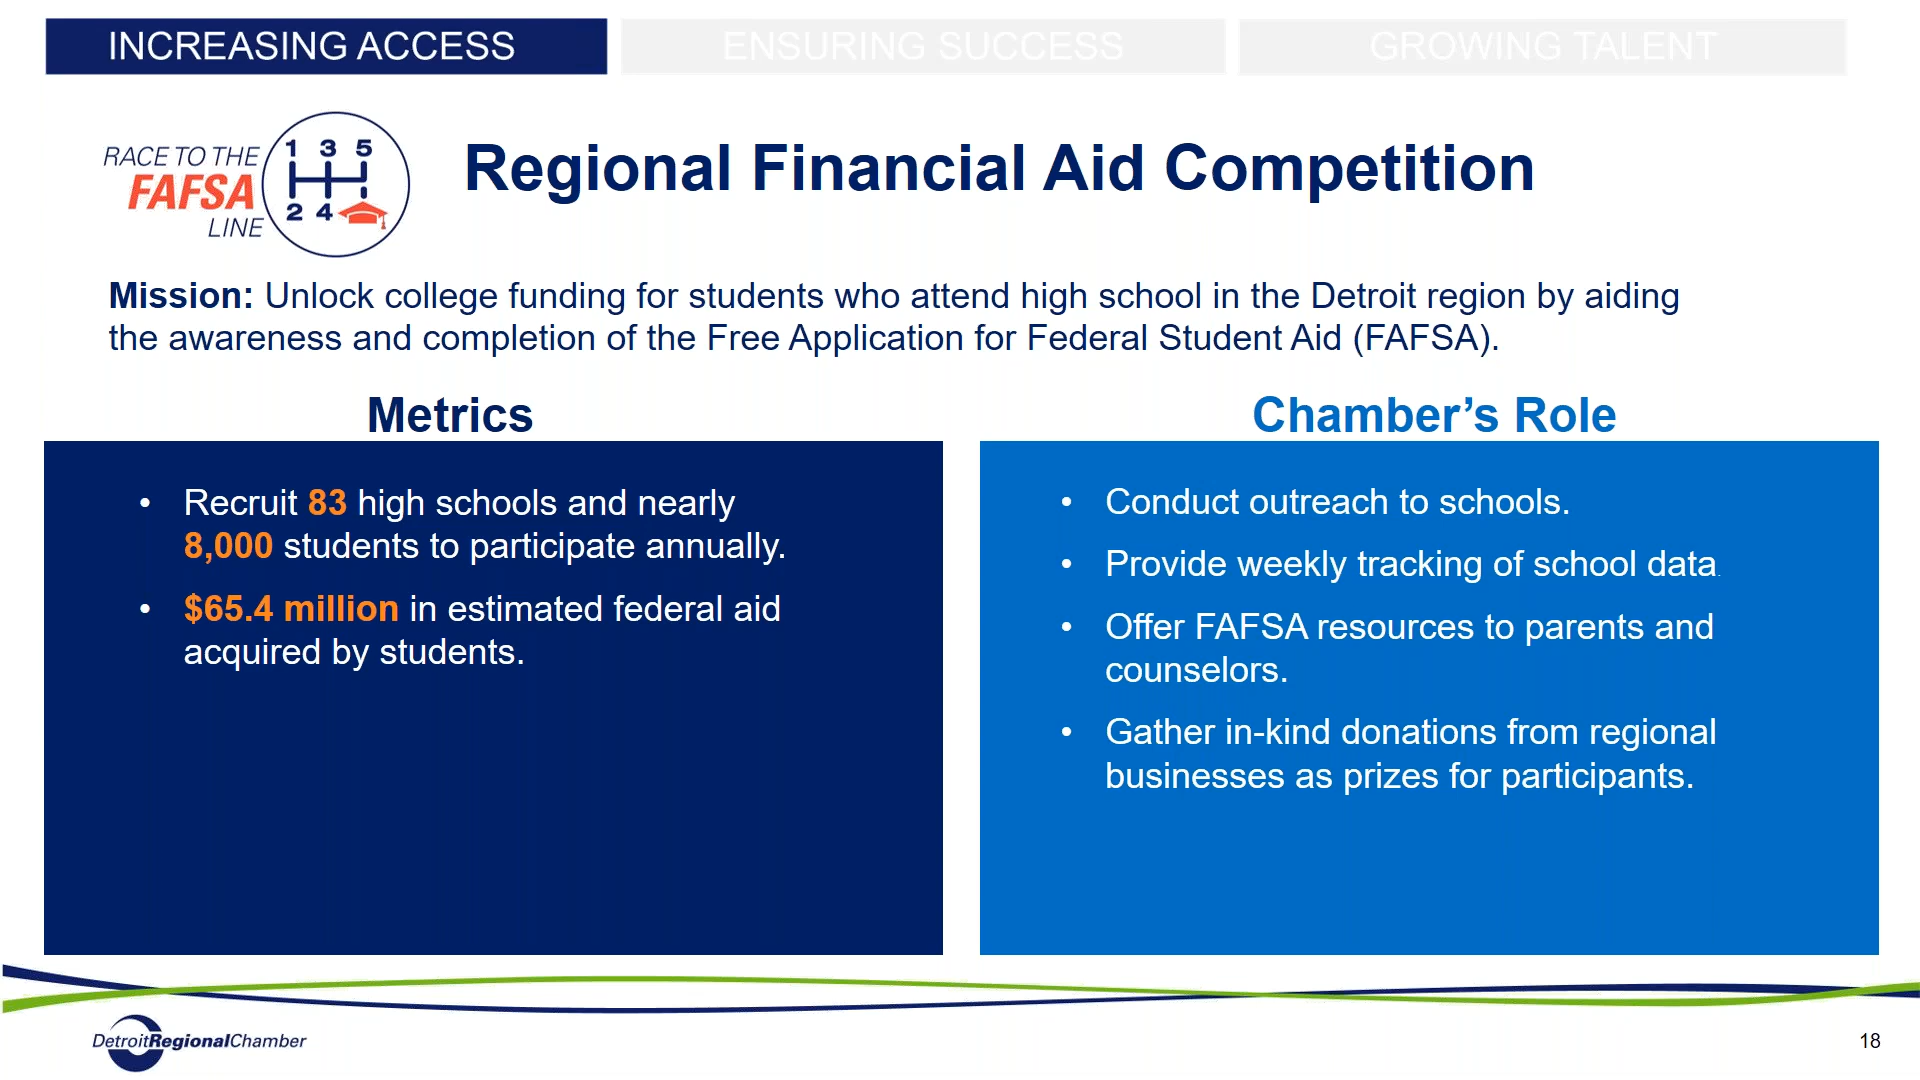 INCREASING ACCESS
ENSURING SUCCESS
GROWING TALENT
RACE TO THE
FAFSA
LINE
1 3 5
2 4
Regional Financial Aid Competition
Mission: Unlock college funding for students who attend high school in the Detroit region by aiding
the awareness and completion of the Free Application for Federal Student Aid (FAFSA).
Metrics
• Recruit 83 high schools and nearly
8,000 students to participate annually.
• $65.4 million in estimated federal aid
acquired by students.
Chamber’s Role
• Conduct outreach to schools.
• Provide weekly tracking of school data.
• Offer FAFSA resources to parents and
counselors.
• Gather in-kind donations from regional
businesses as prizes for participants.
DetroitRegionalChamber
18